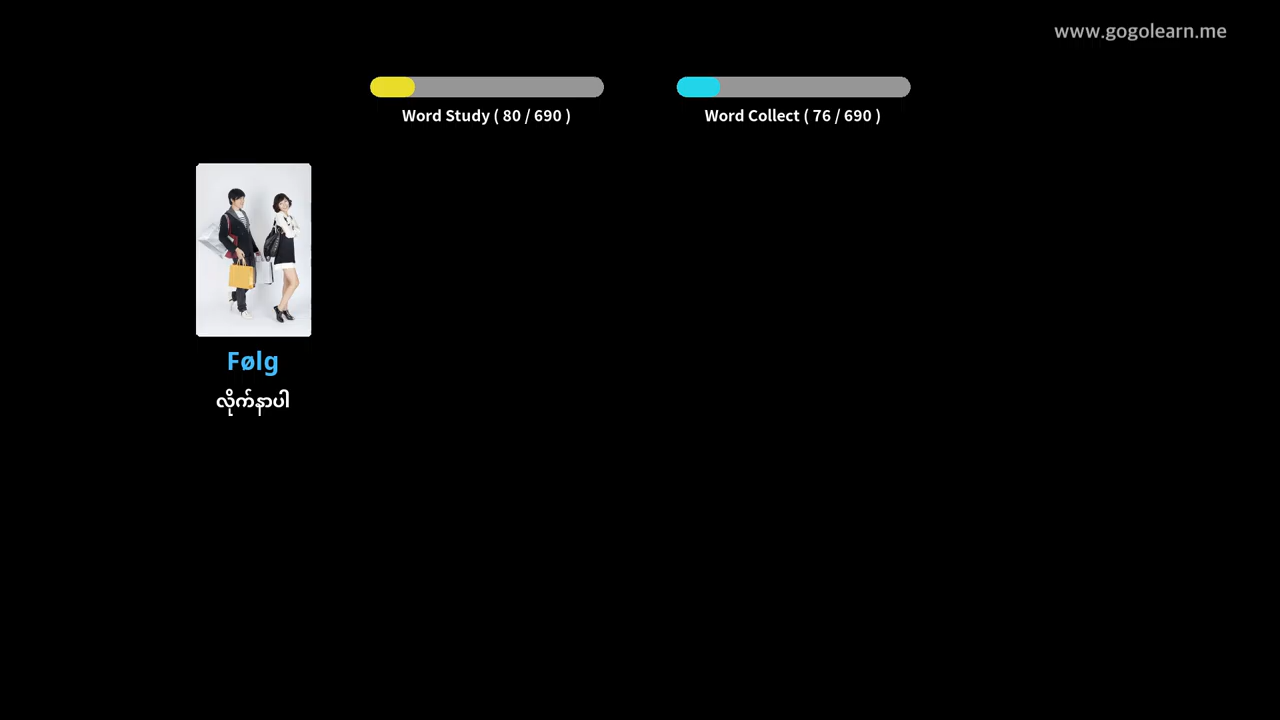 www.gogolearn.me
Word Study ( 80 / 690 )
Word Collect ( 76 / 690 )
Følg
လိုက်နာပါ